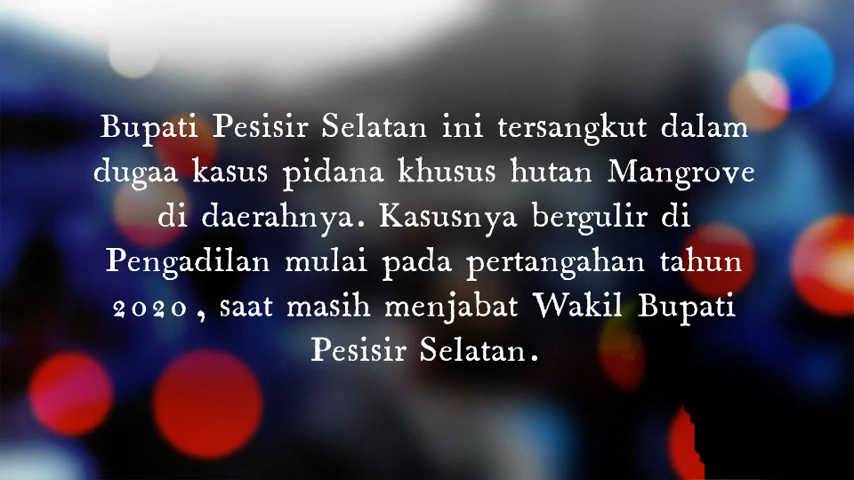 Bupati Pesisir Selatan ini tersangkut dalam
dugaa kasus pidana khusus hutan Mangrove
di daerahnya. Kasusnya bergulir di
Pengadilan mulai pada pertangahan tahun
2020, saat masih menjabat Wakil Bupati
Pesisir Selatan.